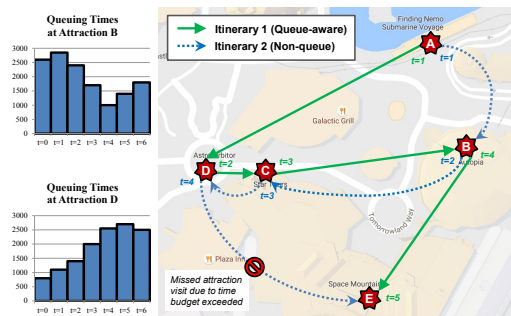 Queuing Times
at Attraction B
3000
2500
2000
1500
1000
500
0
t=0 t=1 t=2 t=3 t=4 t=5 t=6
Queuing Times
at Attraction D
3000
2500
2000
1500
1000
500
0
t=0 t=1 t=2 t=3 t=4 t=5 t=6
Itinerary 1 (Queue-aware)
Itinerary 2 (Non-queue)
Finding Nemo
Submarine Voyage
A
t=1
t=1
Galactic Grill
B
t=2
t=4
t=2
t=3
D
C
t=4
t=3
Tomorrowland Way
Plaza Inn
Missed attraction
visit due to time
budget exceeded
Space Mountain
E
t=5